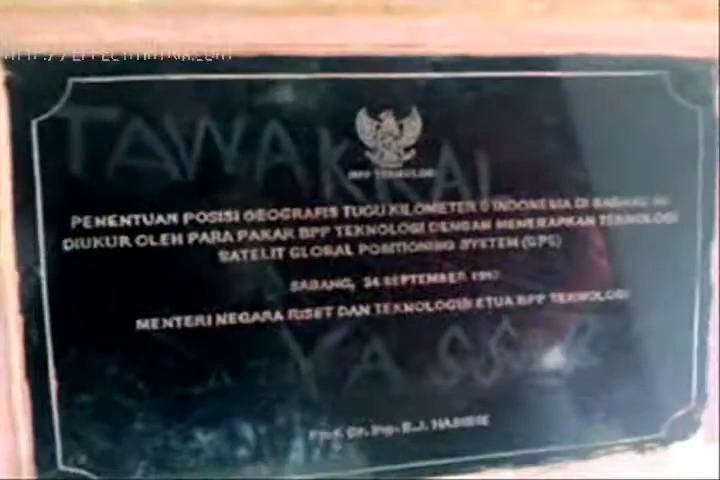 TAWAKKAL
BPP TEKNOLOGI
PENENTUAN POSISI GEOGRAFIS TUGU KILOMETER 0 INDONESIA DI SABANG INI
DIUKUR OLEH PARA PAKAR BPP TEKNOLOGI DENGAN MENERAPKAN TEKNOLOGI
SATELIT GLOBAL POSITIONING SYSTEM (GPS)
SABANG, 24 SEPTEMBER 1997
MENTERI NEGARA RISET DAN TEKNOLOGI/KETUA BPP TEKNOLOGI
YASSER
Prof. Dr. Ing. B.J. HABIBIE